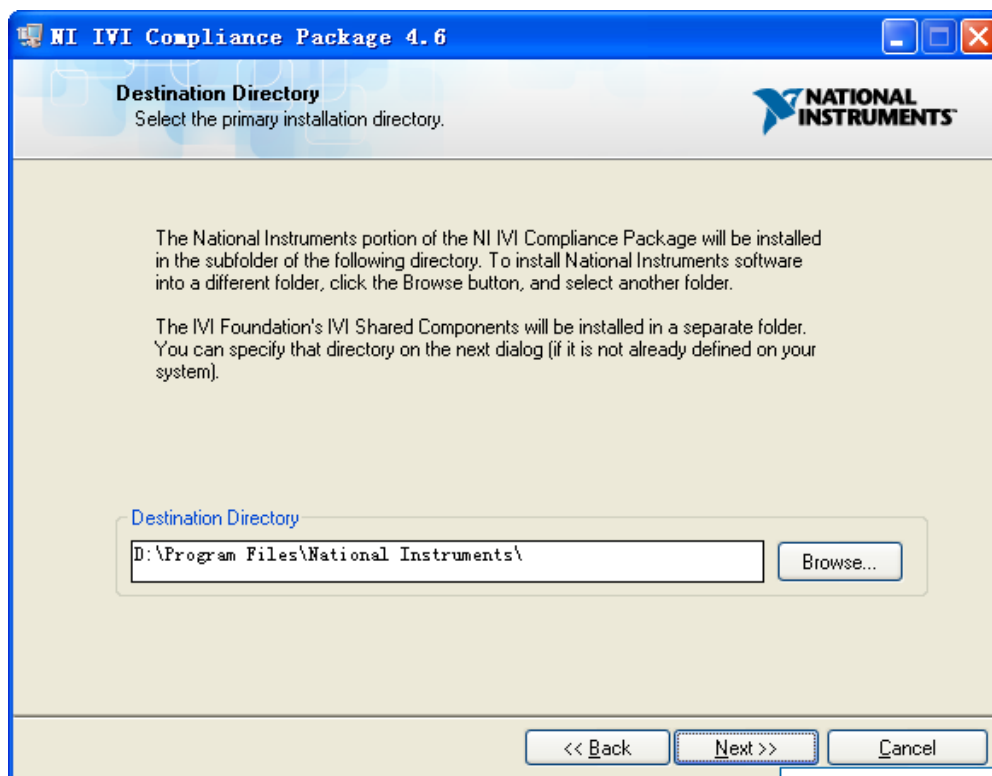 NI IVI Compliance Package 4.6
Destination Directory
Select the primary installation directory.
NATIONAL
INSTRUMENTS™
The National Instruments portion of the NI IVI Compliance Package will be installed
in the subfolder of the following directory. To install National Instruments software
into a different folder, click the Browse button, and select another folder.
The IVI Foundation's IVI Shared Components will be installed in a separate folder.
You can specify that directory on the next dialog (if it is not already defined on your
system).
Destination Directory
D:\Program Files\National Instruments\
Browse...
<< Back
Next >>
Cancel